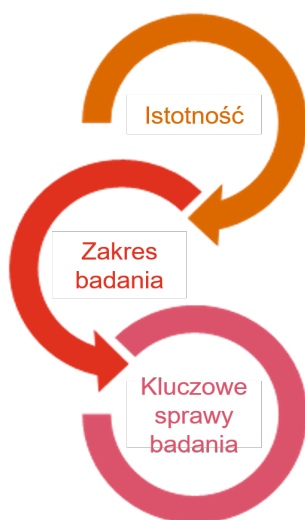 Istotność
Zakres
badania
Kluczowe
sprawy
badania